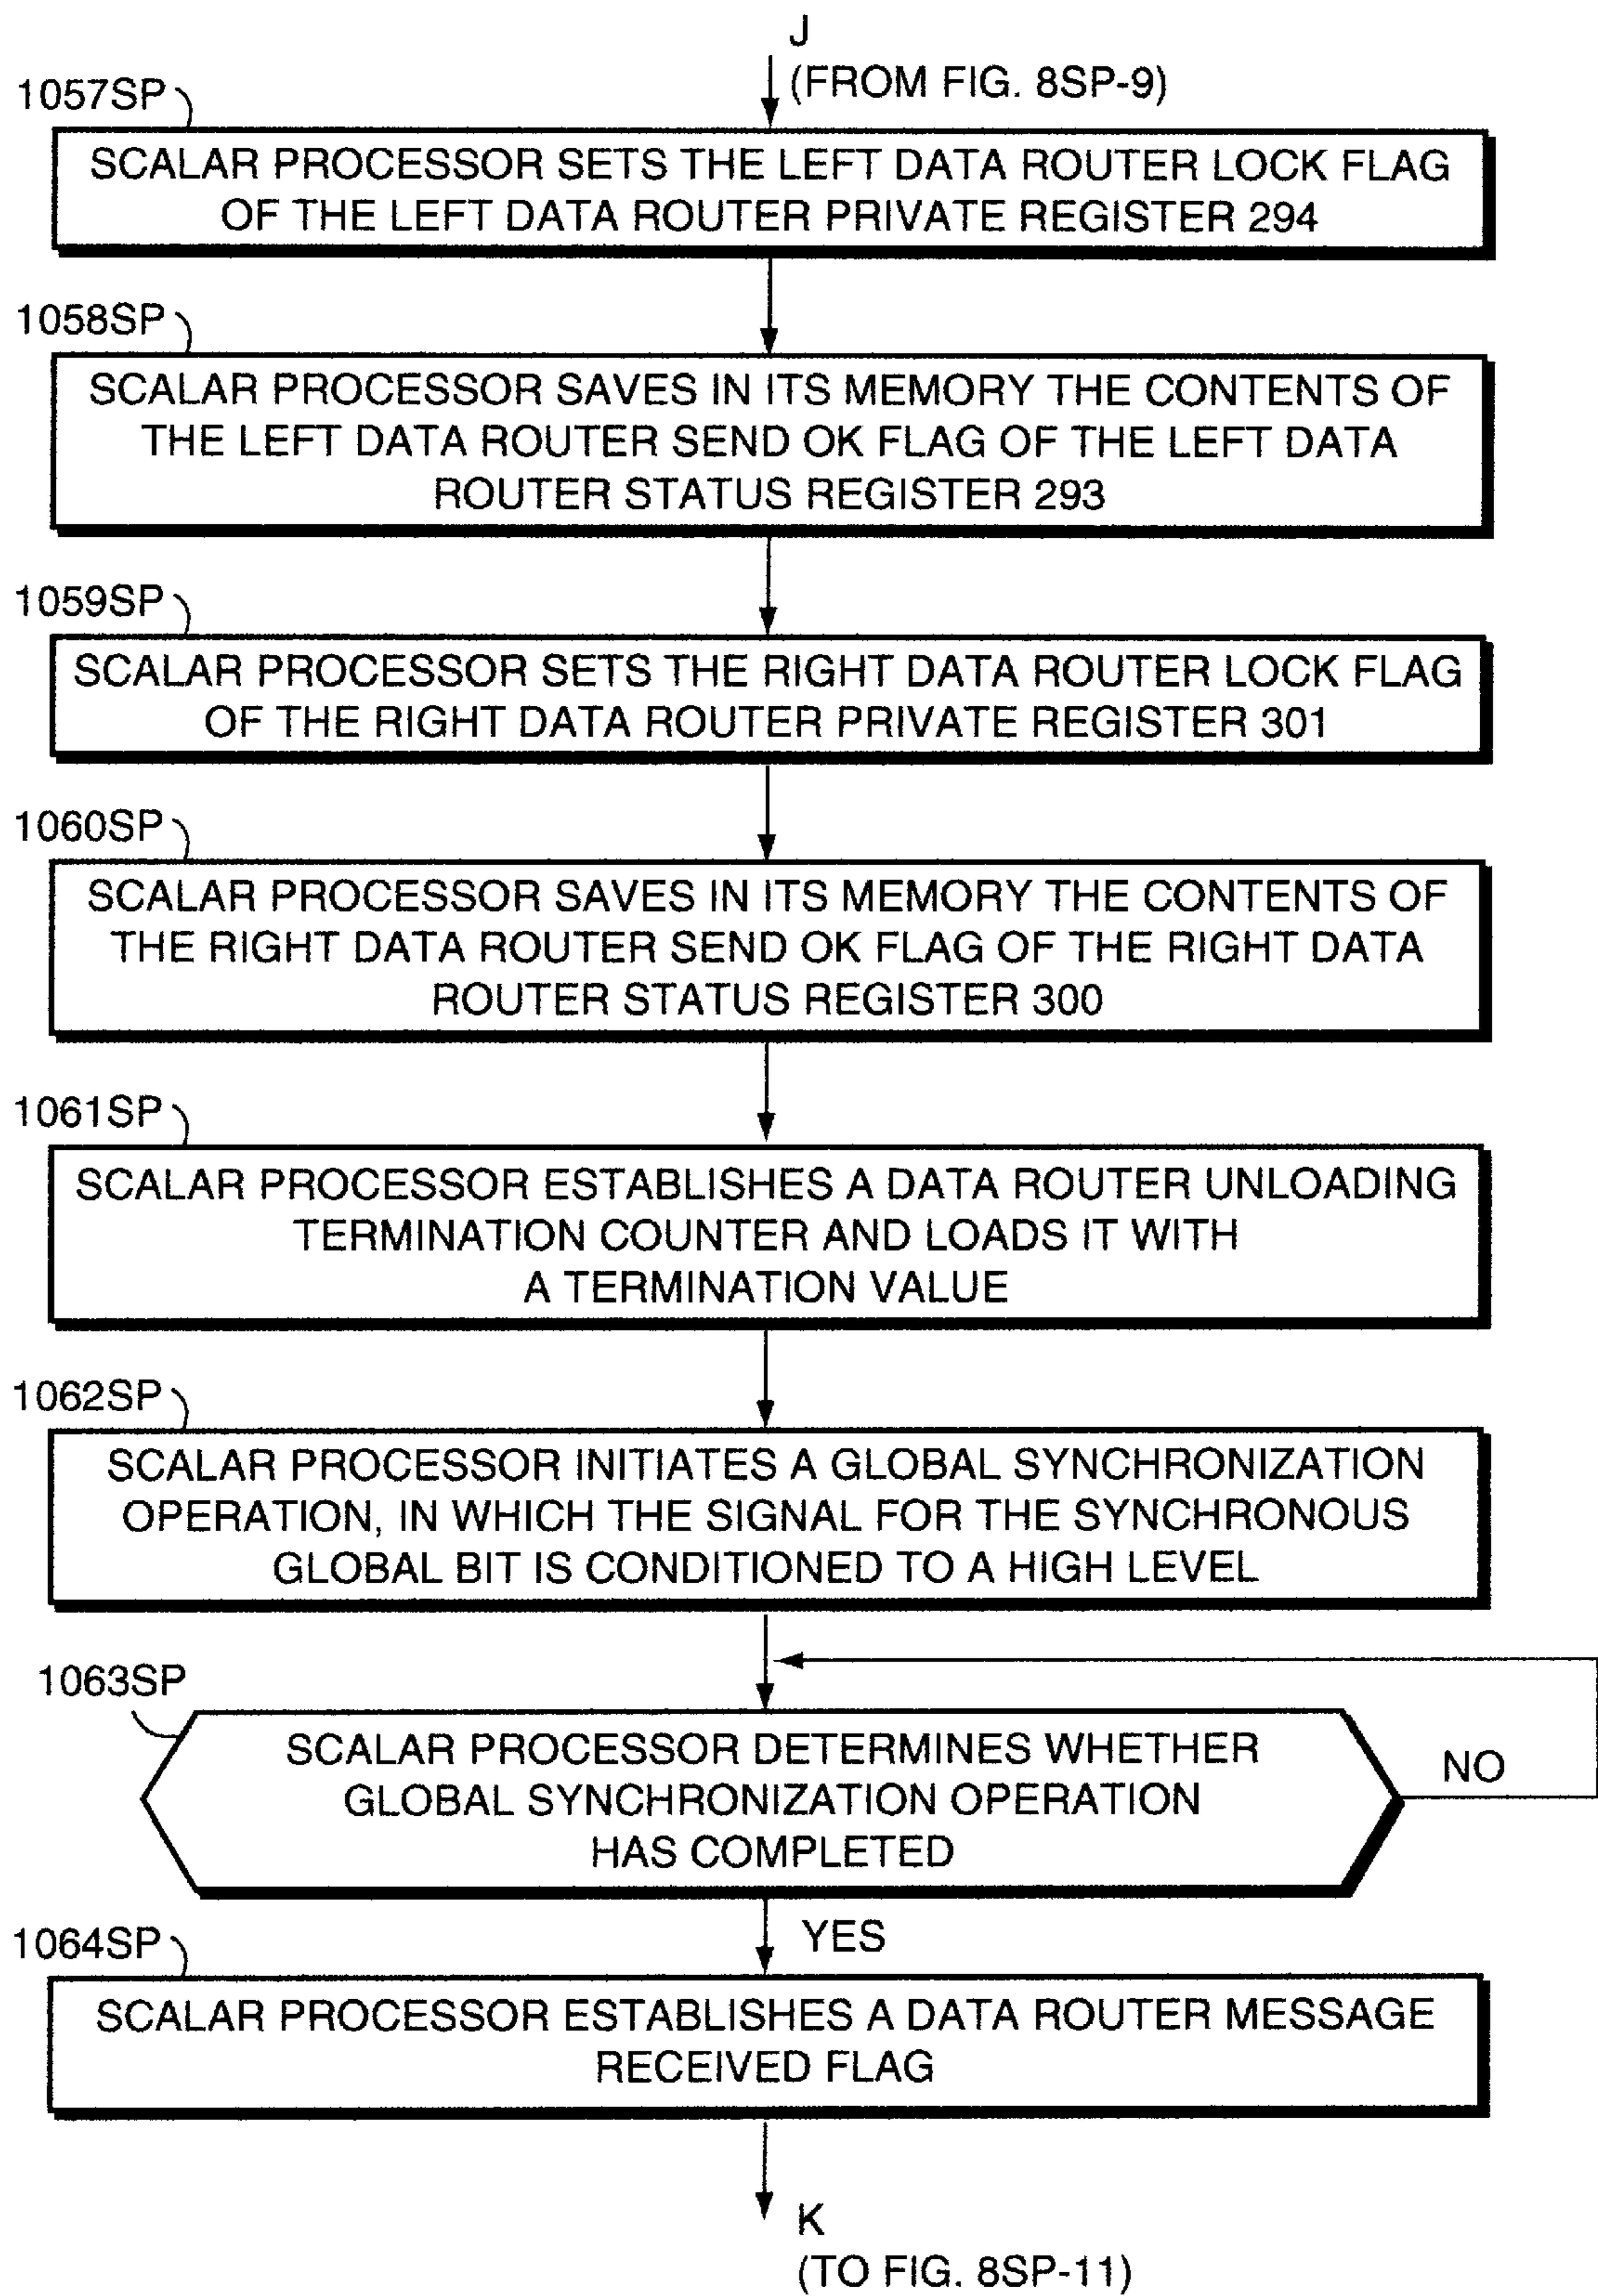 J
(FROM FIG. 8SP-9)
1057SP
SCALAR PROCESSOR SETS THE LEFT DATA ROUTER LOCK FLAG
OF THE LEFT DATA ROUTER PRIVATE REGISTER 294
1058SP
SCALAR PROCESSOR SAVES IN ITS MEMORY THE CONTENTS OF
THE LEFT DATA ROUTER SEND OK FLAG OF THE LEFT DATA
ROUTER STATUS REGISTER 293
1059SP
SCALAR PROCESSOR SETS THE RIGHT DATA ROUTER LOCK FLAG
OF THE RIGHT DATA ROUTER PRIVATE REGISTER 301
1060SP
SCALAR PROCESSOR SAVES IN ITS MEMORY THE CONTENTS OF
THE RIGHT DATA ROUTER SEND OK FLAG OF THE RIGHT DATA
ROUTER STATUS REGISTER 300
1061SP
SCALAR PROCESSOR ESTABLISHES A DATA ROUTER UNLOADING
TERMINATION COUNTER AND LOADS IT WITH
A TERMINATION VALUE
1062SP
SCALAR PROCESSOR INITIATES A GLOBAL SYNCHRONIZATION
OPERATION, IN WHICH THE SIGNAL FOR THE SYNCHRONOUS
GLOBAL BIT IS CONDITIONED TO A HIGH LEVEL
1063SP
SCALAR PROCESSOR DETERMINES WHETHER
GLOBAL SYNCHRONIZATION OPERATION
HAS COMPLETED
NO
YES
1064SP
SCALAR PROCESSOR ESTABLISHES A DATA ROUTER MESSAGE
RECEIVED FLAG
K
(TO FIG. 8SP-11)